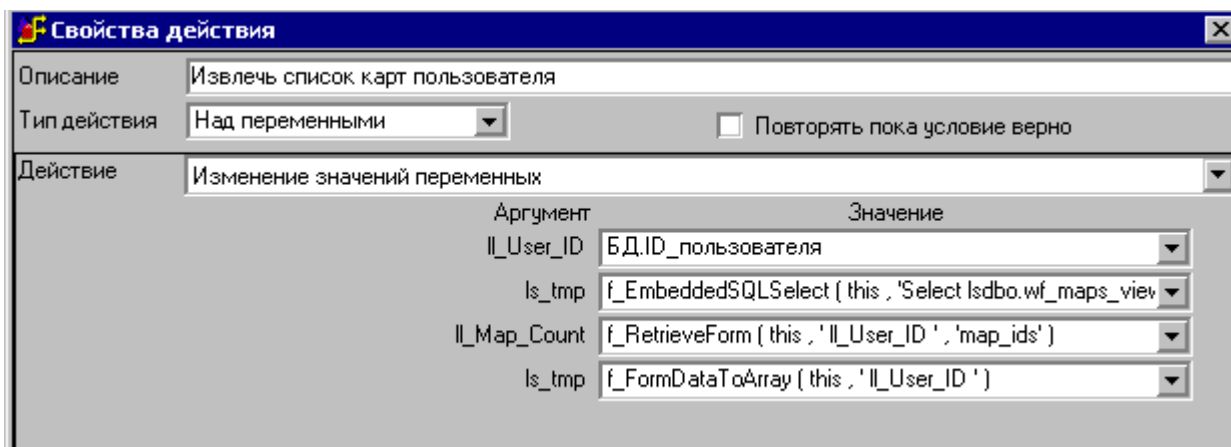 Свойства действия
Описание Извлечь список карт пользователя
Тип действия Над переменными Повторять пока условие верно
Действие Изменение значений переменных
Аргумент Значение
ll_User_ID БД.ID_пользователя
ls_tmp f_EmbeddedSQLSelect ( this , 'Select lsdbo.wf_maps_view
ll_Map_Count f_RetrieveForm ( this , ' ll_User_ID ' , 'map_ids' )
ls_tmp f_FormDataToArray ( this , ' ll_User_ID ' )